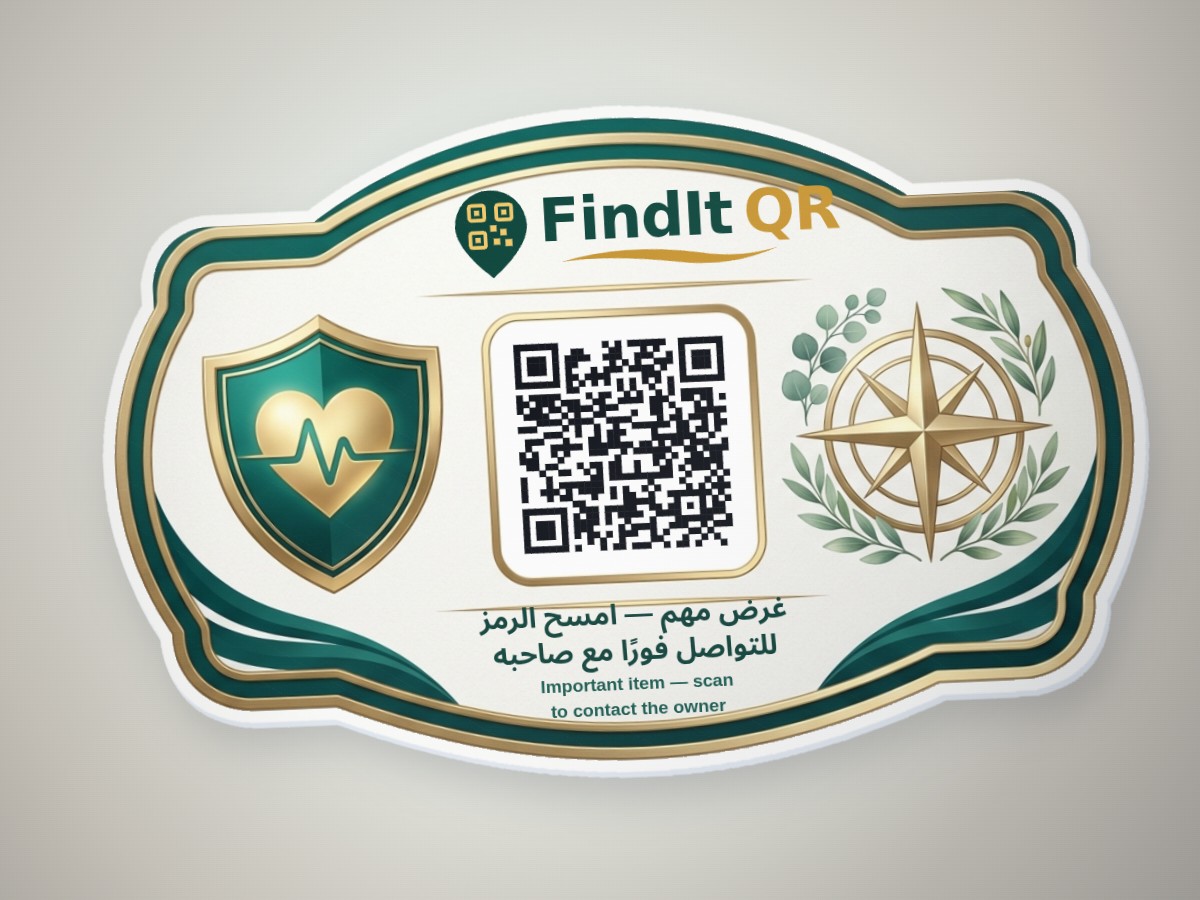 FindIt QR
غرض مهم — امسح الرمز
للتواصل فورًا مع صاحبه
Important item — scan
to contact the owner